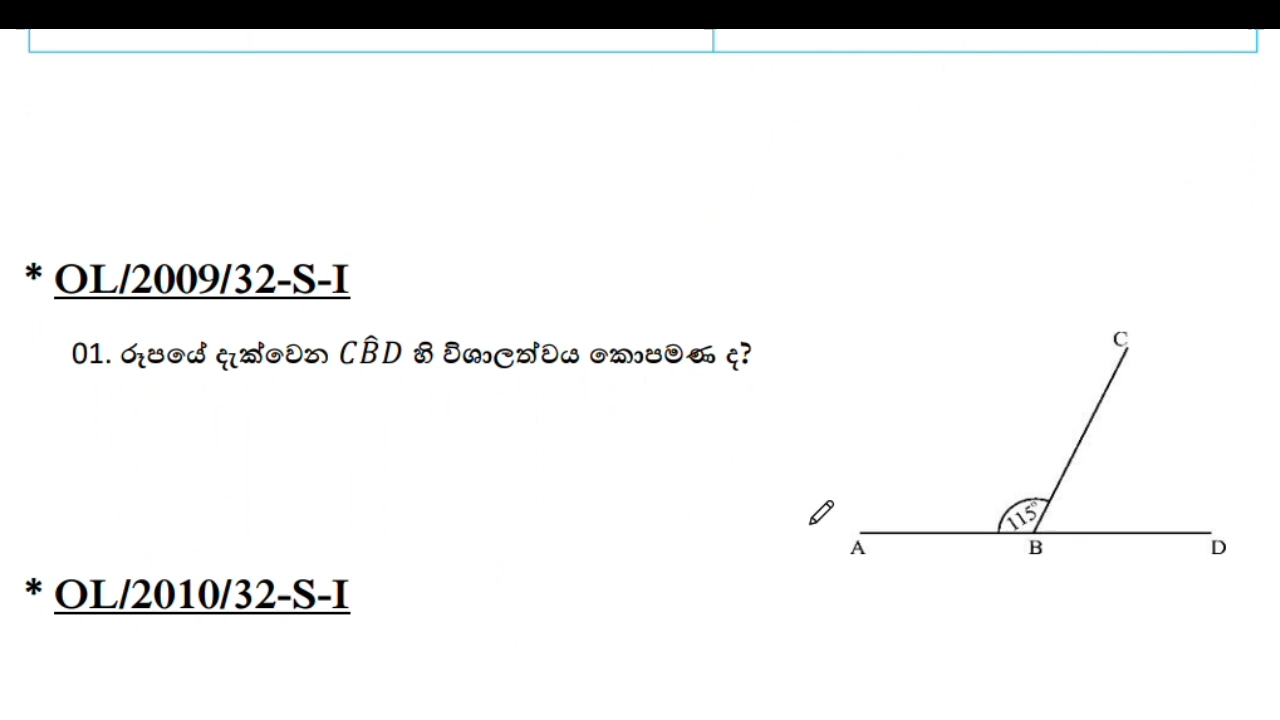 * OL/2009/32-S-I
01. රූපයේ දැක්වෙන CB̂D හි විශාලත්වය කොපමණ ද?
C
115°
A B D
* OL/2010/32-S-I